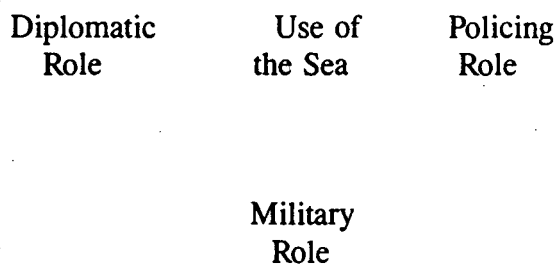 Diplomatic Role
Use of the Sea
Policing Role
Military Role